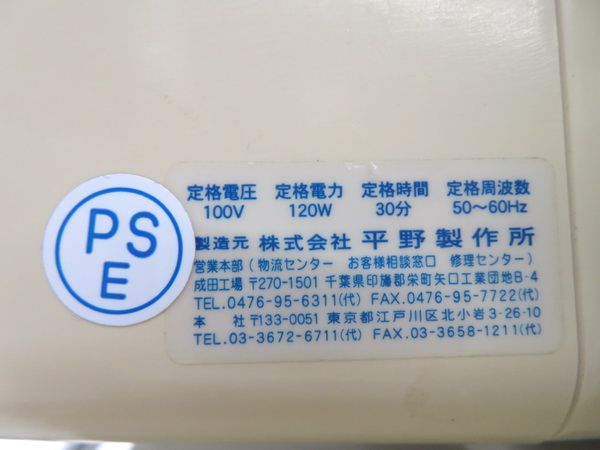 PS
E
定格電圧 定格電力 定格時間 定格周波数
100V 120W 30分 50～60Hz
製造元 株式会社 平野製作所
営業本部(物流センター お客様相談窓口 修理センター)
成田工場 〒270-1501 千葉県印旛郡栄町矢口工業団地B-4
TEL.0476-95-6311(代) FAX.0476-95-7722(代)
本 社 〒133-0051 東京都江戸川区北小岩3-26-10
TEL.03-3672-6711(代) FAX.03-3658-1211(代)